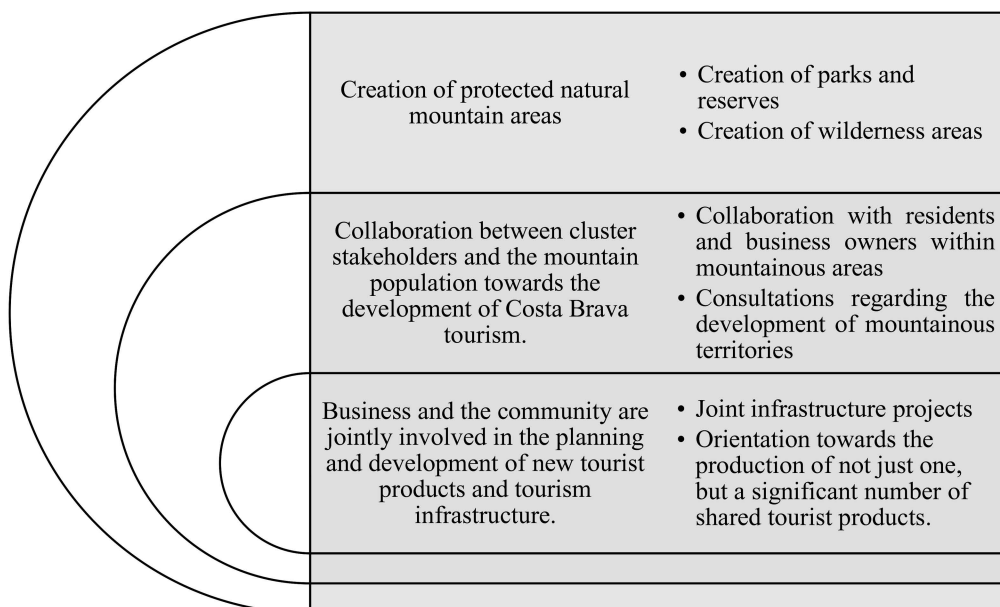 Creation of protected natural
mountain areas
• Creation of parks and
reserves
• Creation of wilderness areas
Collaboration between cluster
stakeholders and the mountain
population towards the
development of Costa Brava
tourism.
• Collaboration with residents
and business owners within
mountainous areas
• Consultations regarding the
development of mountainous
territories
Business and the community are
jointly involved in the planning
and development of new tourist
products and tourism
infrastructure.
• Joint infrastructure projects
• Orientation towards the
production of not just one,
but a significant number of
shared tourist products.